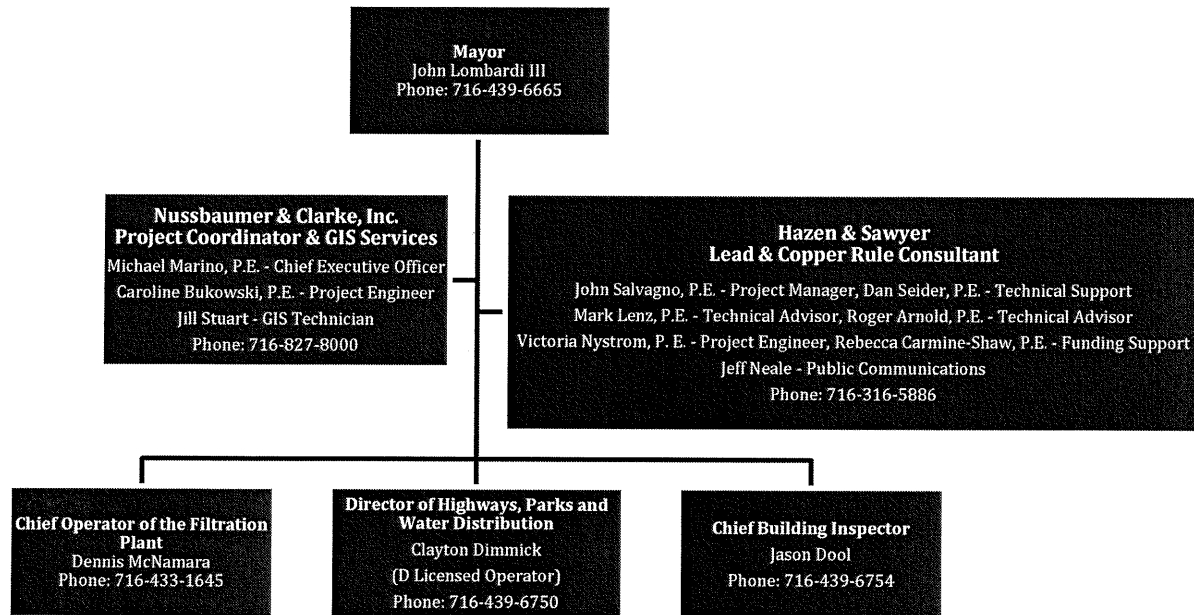 Mayor
John Lombardi III
Phone: 716-439-6665
Nussbaumer & Clarke, Inc.
Project Coordinator & GIS Services
Michael Marino, P.E. - Chief Executive Officer
Caroline Bukowski, P.E. - Project Engineer
Jill Stuart - GIS Technician
Phone: 716-827-8000
Hazen & Sawyer
Lead & Copper Rule Consultant
John Salvagno, P.E. - Project Manager, Dan Seider, P.E. - Technical Support
Mark Lenz, P.E. - Technical Advisor, Roger Arnold, P.E. - Technical Advisor
Victoria Nystrom, P. E. - Project Engineer, Rebecca Carmine-Shaw, P.E. - Funding Support
Jeff Neale - Public Communications
Phone: 716-316-5886
Chief Operator of the Filtration
Plant
Dennis McNamara
Phone: 716-433-1645
Director of Highways, Parks and
Water Distribution
Clayton Dimmick
(D Licensed Operator)
Phone: 716-439-6750
Chief Building Inspector
Jason Dool
Phone: 716-439-6754